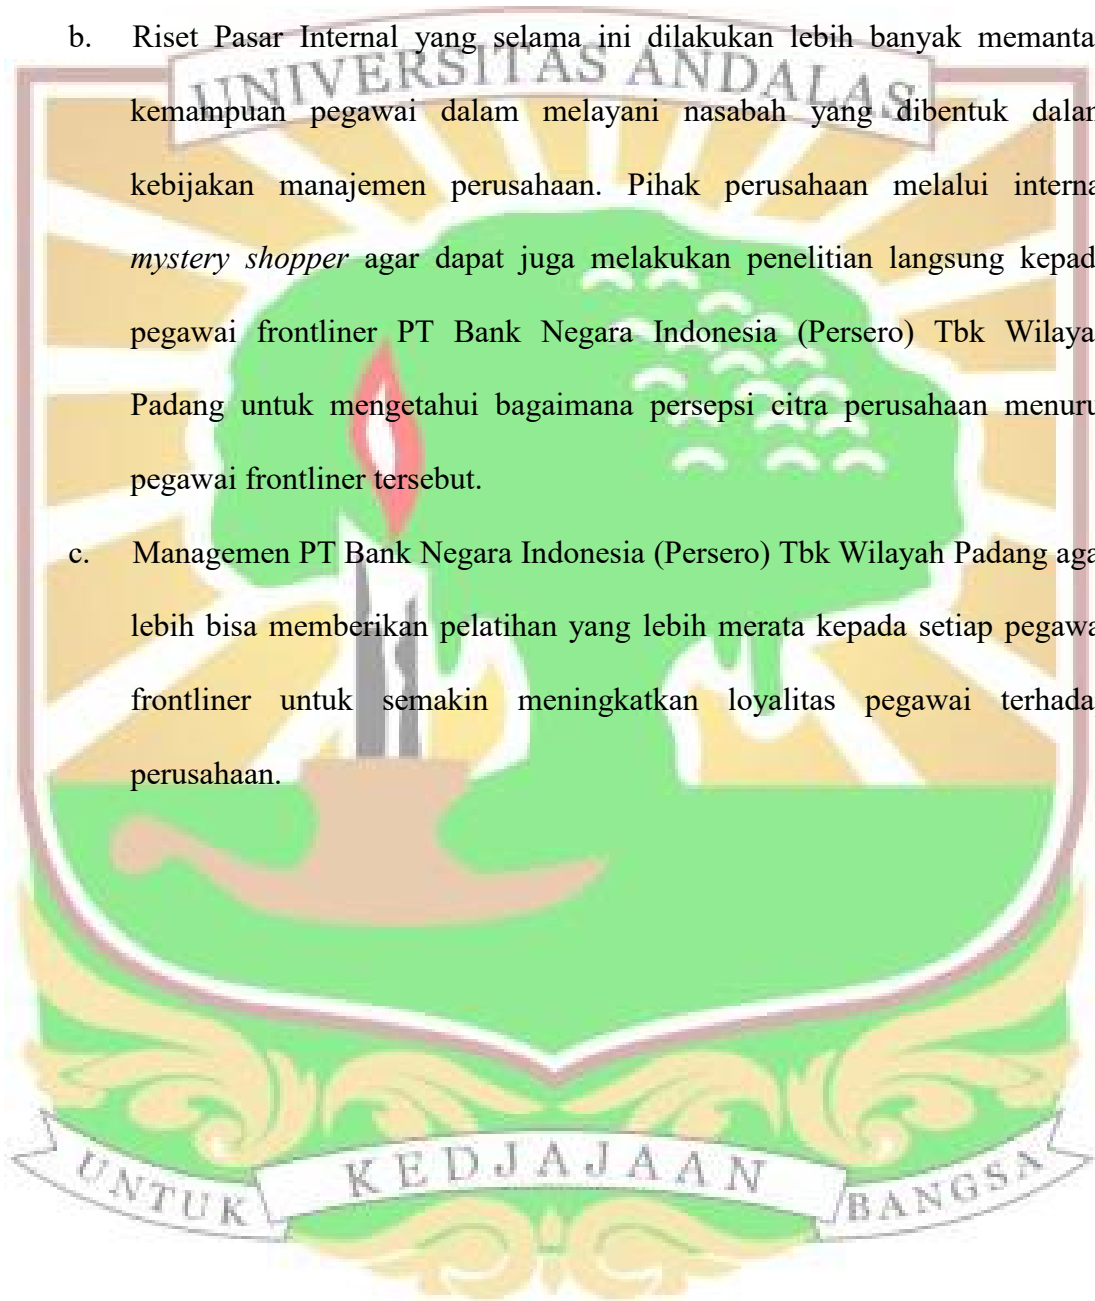 b. Riset Pasar Internal yang selama ini dilakukan lebih banyak memanta
UNIVERSITAS ANDALAS
kemampuan pegawai dalam melayani nasabah yang dibentuk dalam
kebijakan manajemen perusahaan. Pihak perusahaan melalui interna
mystery shopper agar dapat juga melakukan penelitian langsung kepad
pegawai frontliner PT Bank Negara Indonesia (Persero) Tbk Wilaya
Padang untuk mengetahui bagaimana persepsi citra perusahaan menuru
pegawai frontliner tersebut.
c. Managemen PT Bank Negara Indonesia (Persero) Tbk Wilayah Padang aga
lebih bisa memberikan pelatihan yang lebih merata kepada setiap pegawa
frontliner untuk semakin meningkatkan loyalitas pegawai terhada
perusahaan.
UNTUK KEDJAJAAN BANGSA